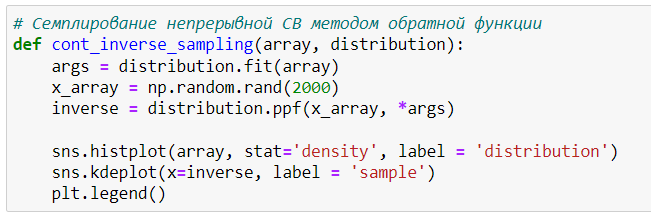 # Семплирование непрерывной СВ методом обратной функции
def cont_inverse_sampling(array, distribution):
    args = distribution.fit(array)
    x_array = np.random.rand(2000)
    inverse = distribution.ppf(x_array, *args)

    sns.histplot(array, stat='density', label = 'distribution')
    sns.kdeplot(x=inverse, label = 'sample')
    plt.legend()